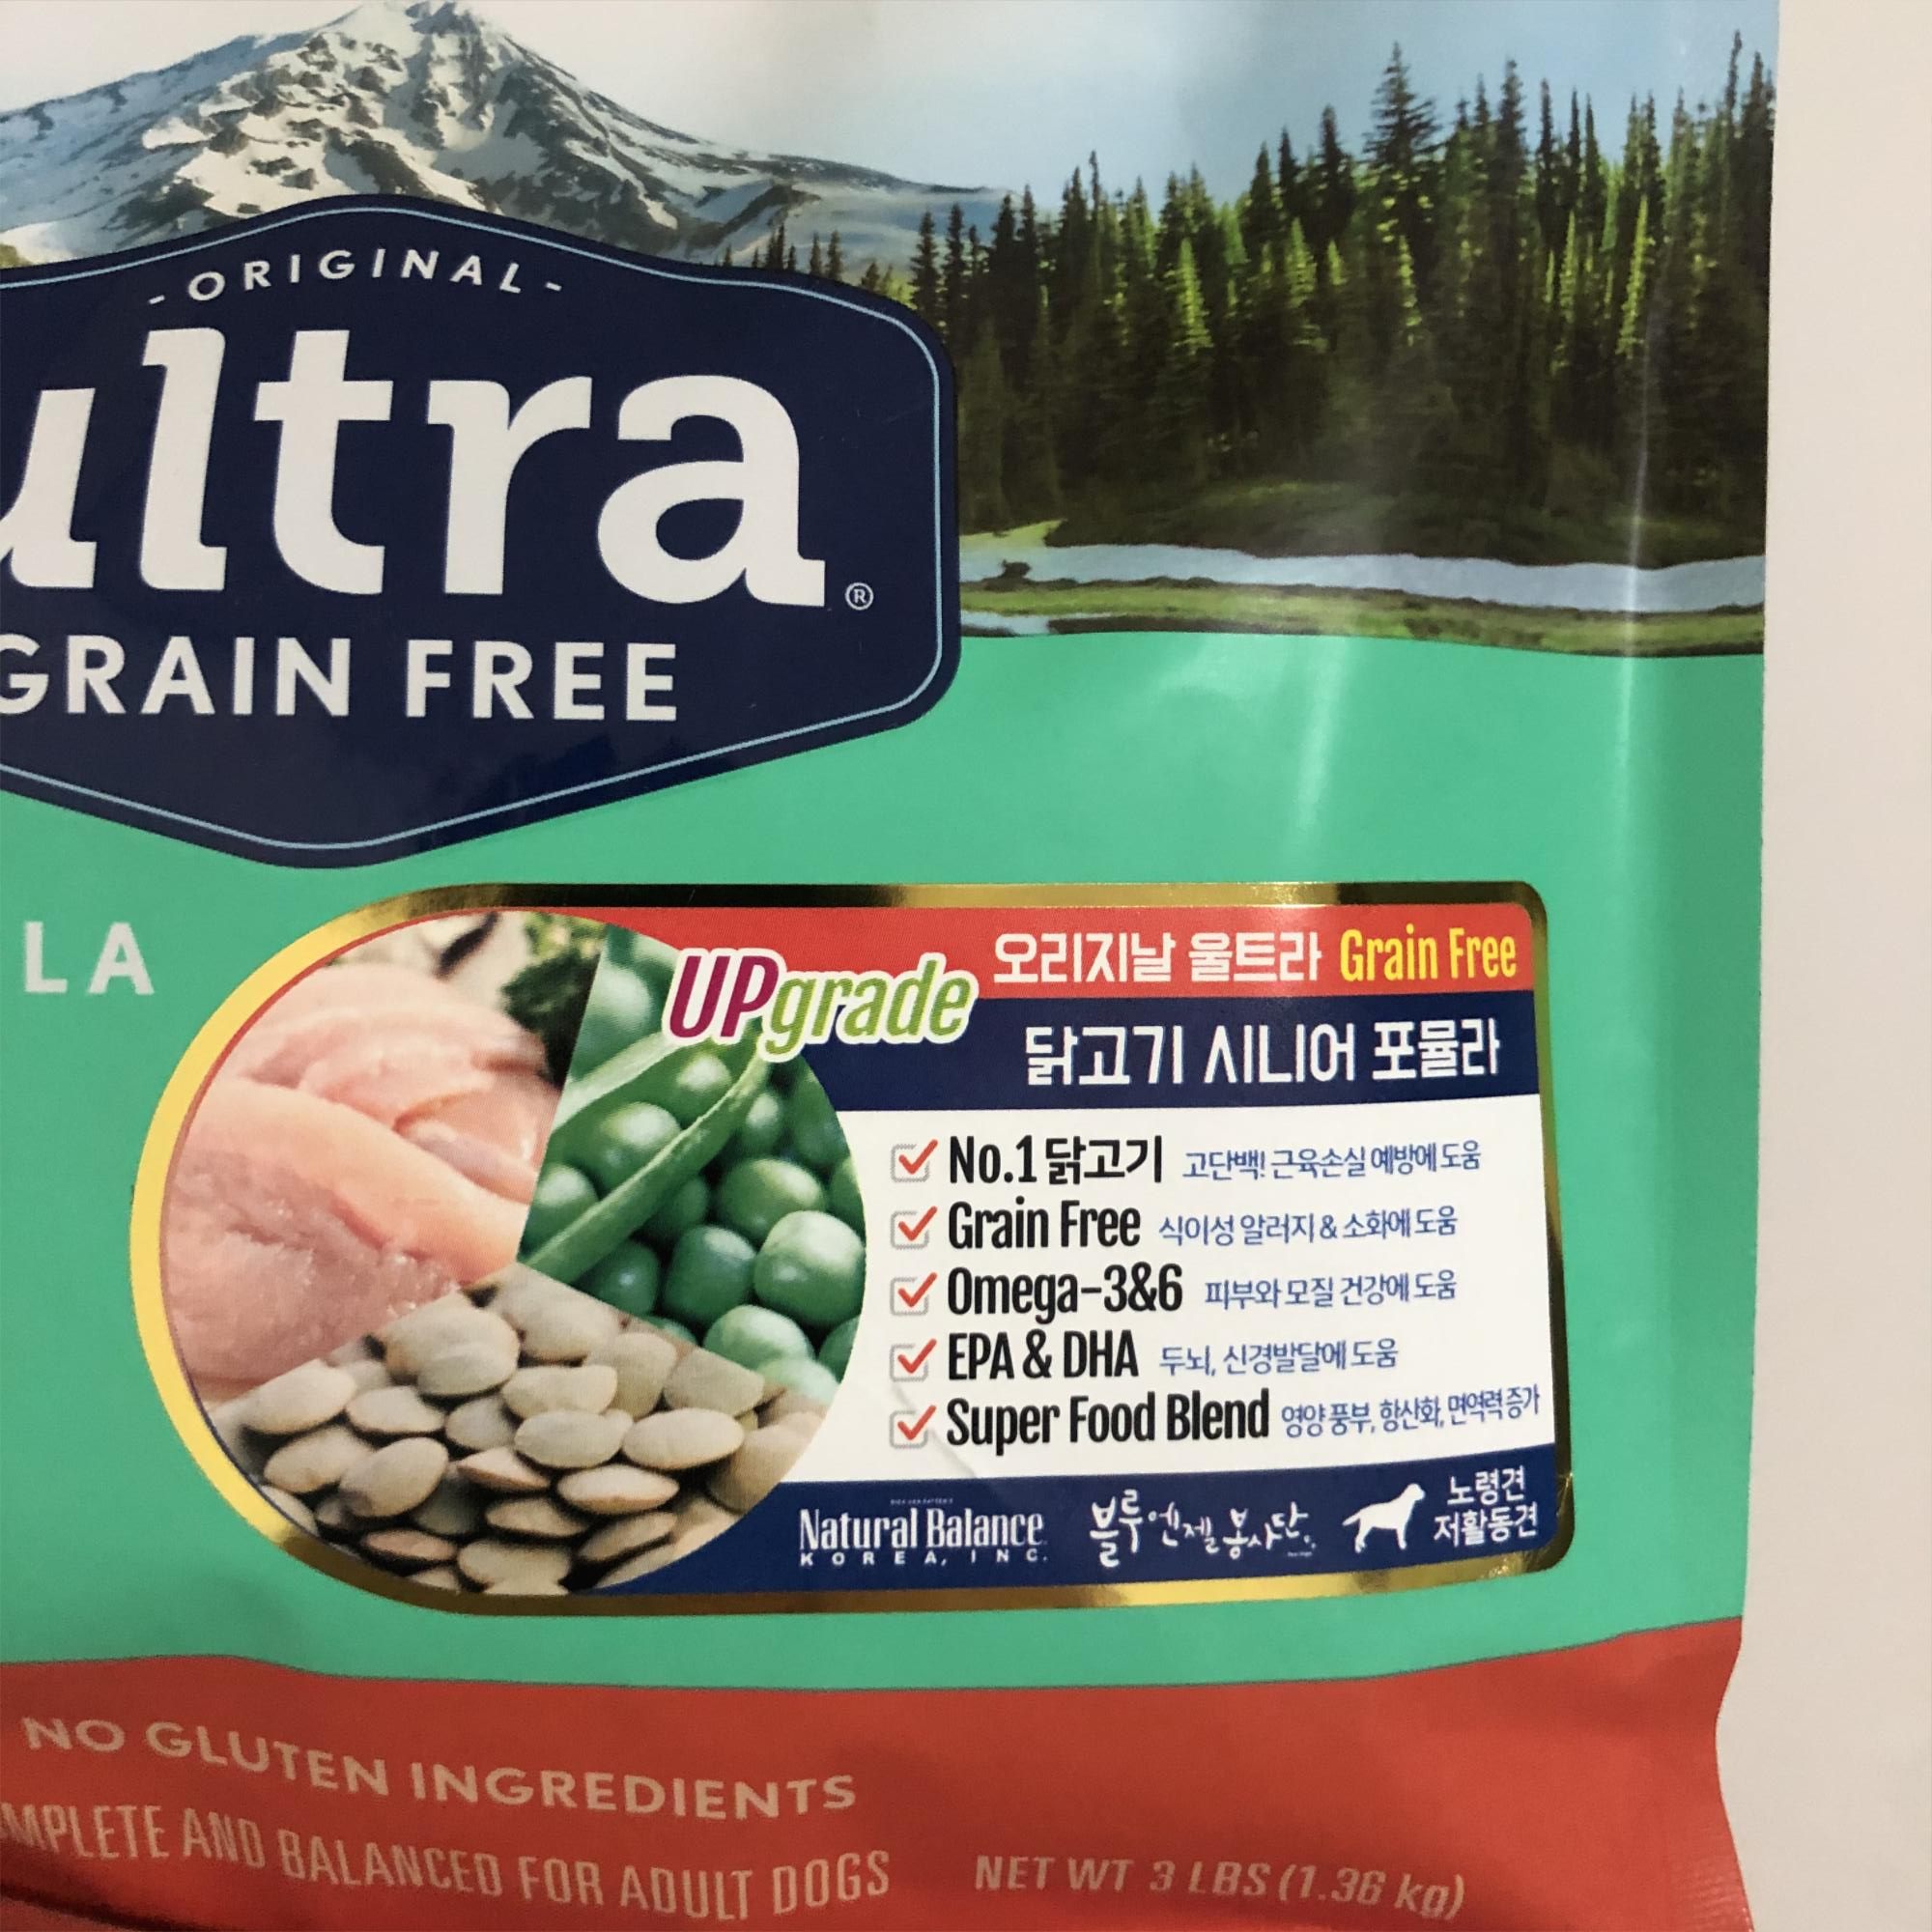 - ORIGINAL -
ultra®
GRAIN FREE
LA
UPgrade
오리지날 울트라 Grain Free
닭고기 시니어 포뮬라
No.1 닭고기 고단백! 근육손실 예방에 도움
Grain Free 식이성 알러지 & 소화에 도움
Omega-3&6 피부와 모질 건강에 도움
EPA & DHA 두뇌, 신경발달에 도움
Super Food Blend 영양 풍부, 항산화, 면역력 증가
Natural Balance
KOREA, INC.
블루엔젤봉사단
노령견
저활동견
NO GLUTEN INGREDIENTS
MPLETE AND BALANCED FOR ADULT DOGS
NET WT 3 LBS (1.36 kg)